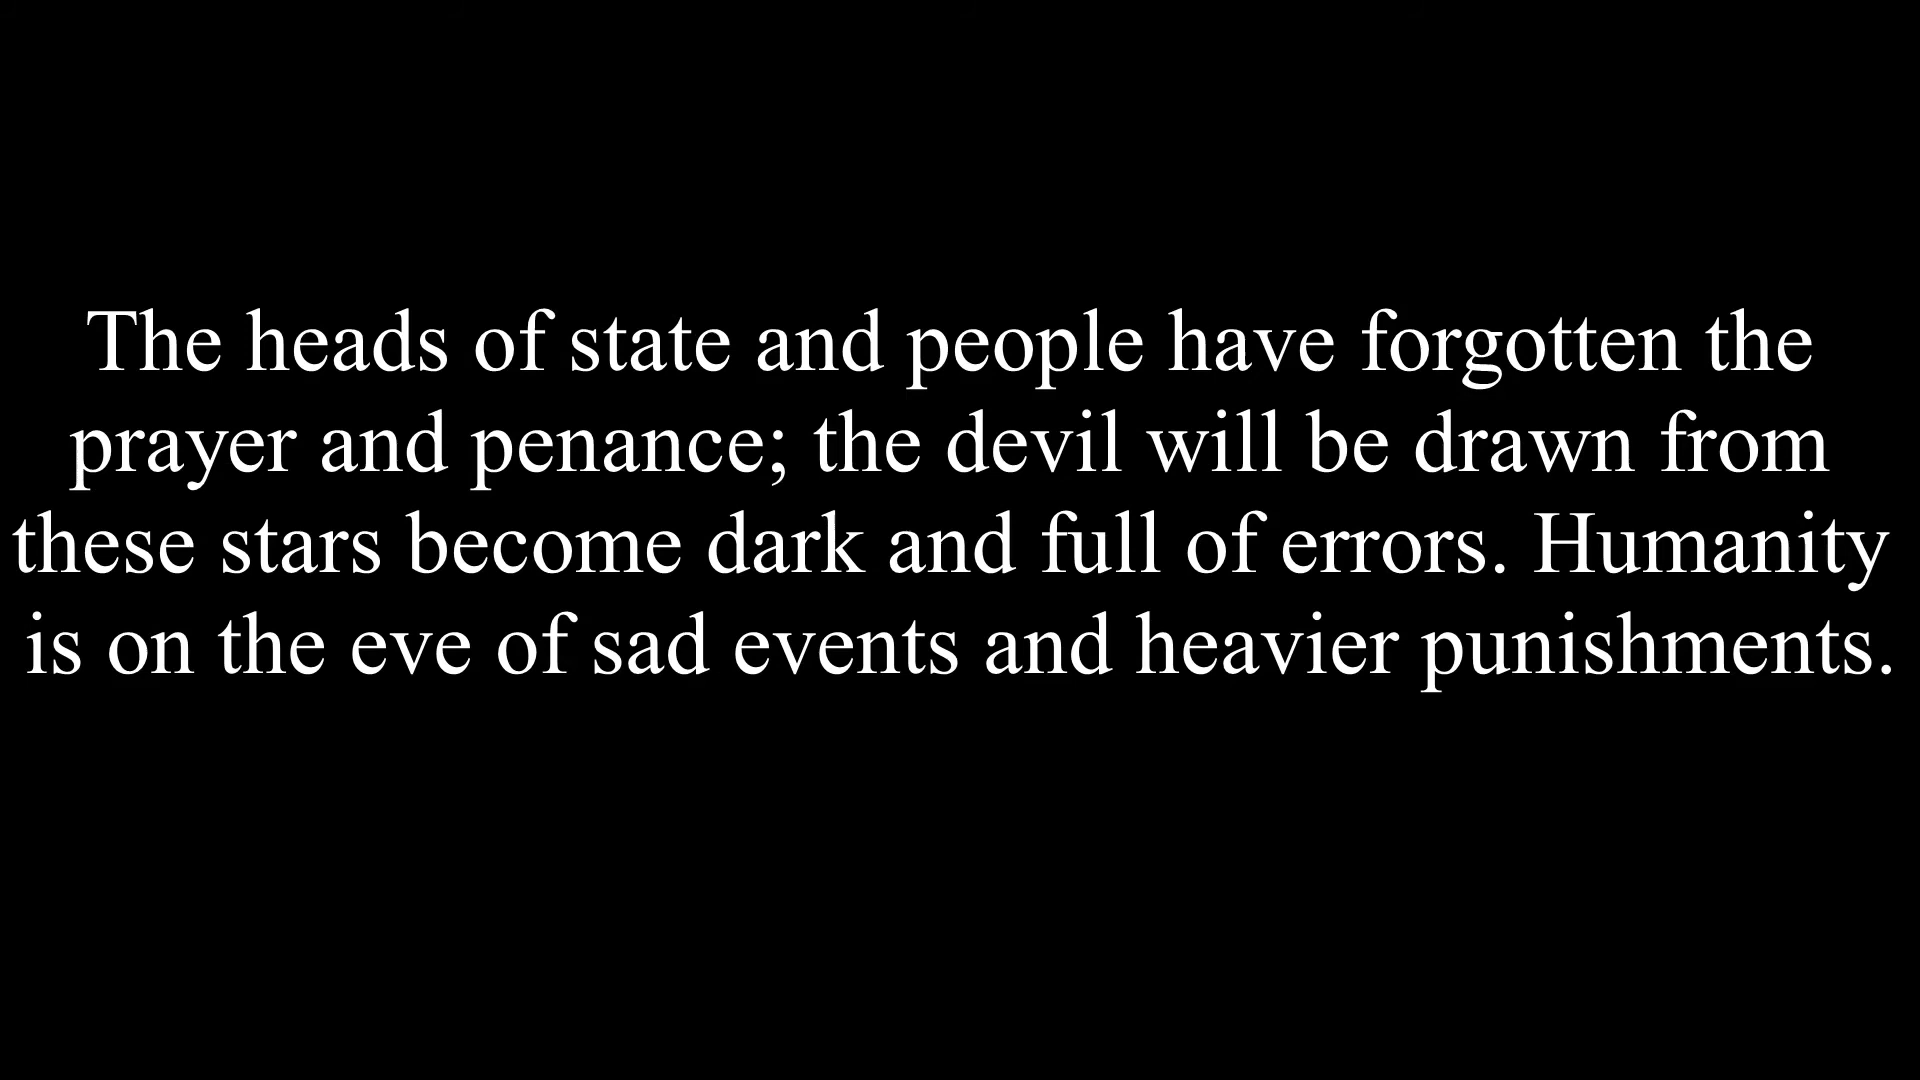 The heads of state and people have forgotten the
prayer and penance; the devil will be drawn from
these stars become dark and full of errors. Humanity
is on the eve of sad events and heavier punishments.